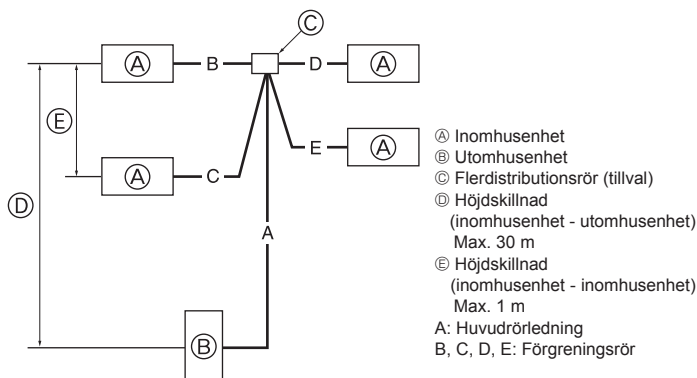 Ⓒ
Ⓐ B D Ⓐ
Ⓔ
Ⓐ C E Ⓐ
Ⓓ
A
Ⓑ
Ⓐ Inomhusenhet
Ⓑ Utomhusenhet
Ⓒ Flerdistributionsrör (tillval)
Ⓓ Höjdskillnad
(inomhusenhet - utomhusenhet)
Max. 30 m
Ⓔ Höjdskillnad
(inomhusenhet - inomhusenhet)
Max. 1 m
A: Huvudrörledning
B, C, D, E: Förgreningsrör